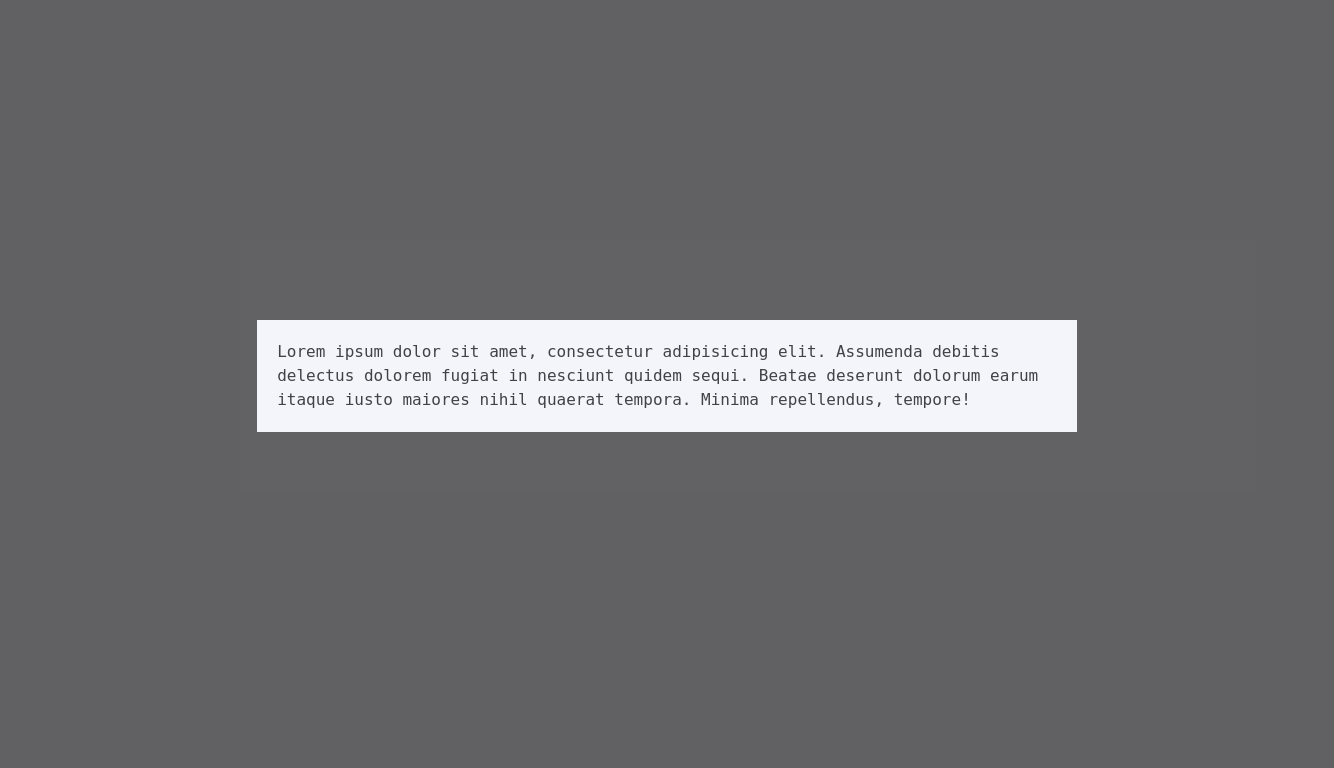 Lorem ipsum dolor sit amet, consectetur adipisicing elit. Assumenda debitis
delectus dolorem fugiat in nesciunt quidem sequi. Beatae deserunt dolorum earum
itaque iusto maiores nihil quaerat tempora. Minima repellendus, tempore!